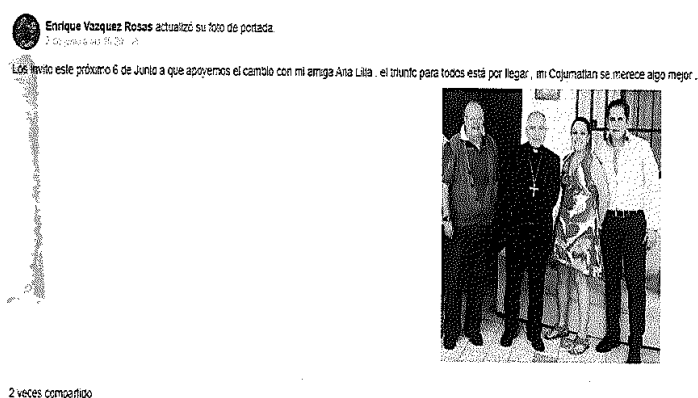 Enrique Vazquez Rosas actualizó su foto de portada.
Los invito este próximo 6 de Junio a que apoyemos el cambio con mi amiga Ana Lilia . el triunfo para todos está por llegar , mi Cojumatlan se merece algo mejor .
2 veces compartido